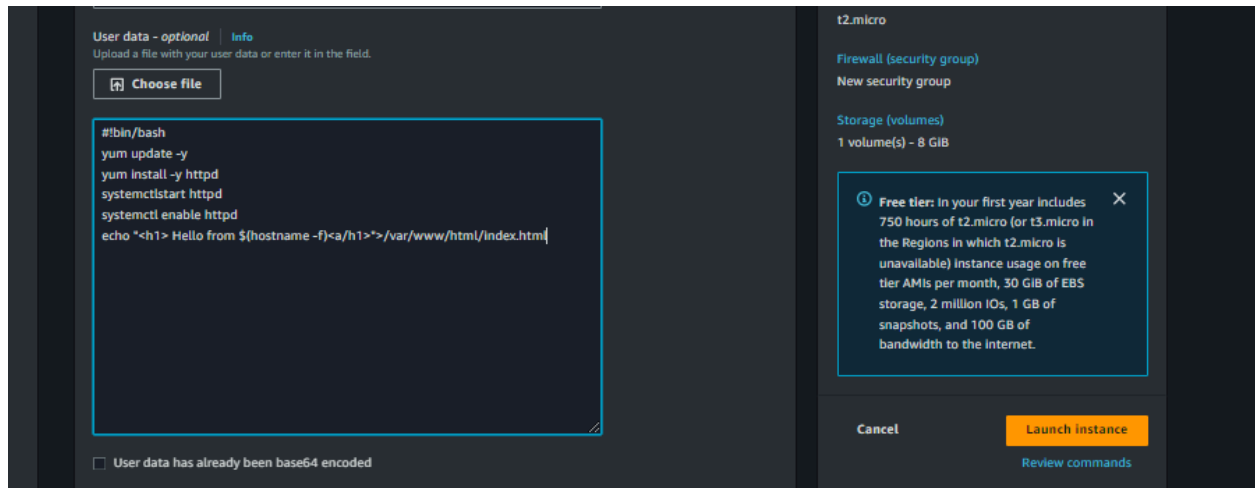 User data - optional Info
Upload a file with your user data or enter it in the field.
Choose file
#!bin/bash
yum update -y
yum install -y httpd
systemctlstart httpd
systemctl enable httpd
echo "<h1> Hello from $(hostname -f)<a/h1>">/var/www/html/index.html
User data has already been base64 encoded
t2.micro
Firewall (security group)
New security group
Storage (volumes)
1 volume(s) - 8 GiB
Free tier: In your first year includes
750 hours of t2.micro (or t3.micro in
the Regions in which t2.micro is
unavailable) instance usage on free
tier AMIs per month, 30 GiB of EBS
storage, 2 million IOs, 1 GB of
snapshots, and 100 GB of
bandwidth to the internet.
Cancel
Launch instance
Review commands